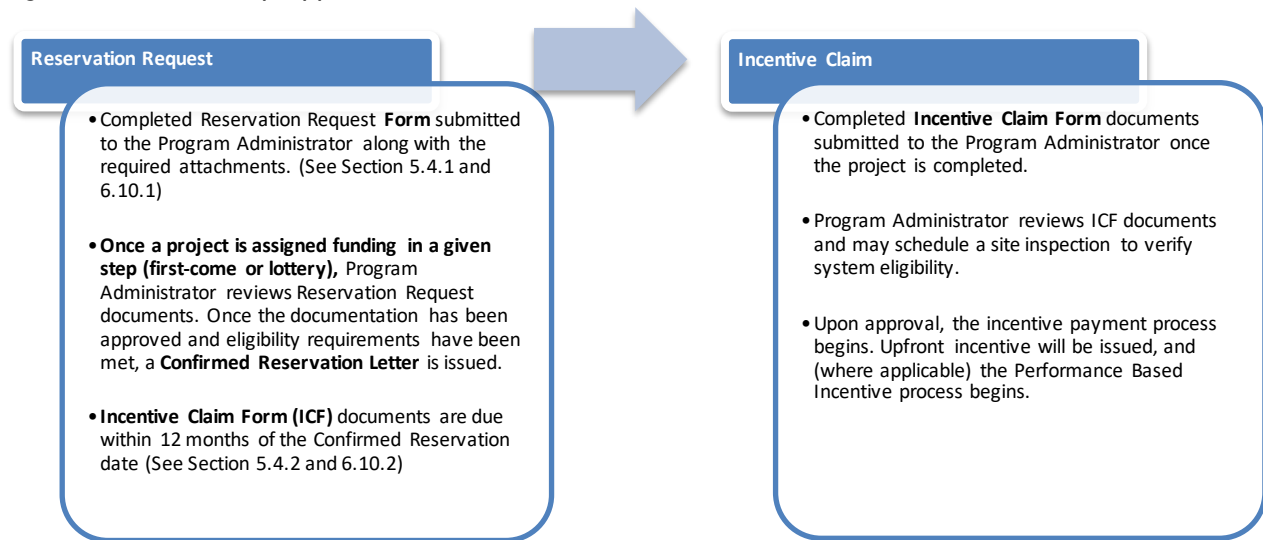 Reservation Request
•Completed Reservation Request Form submitted
to the Program Administrator along with the
required attachments. (See Section 5.4.1 and
6.10.1)
•Once a project is assigned funding in a given
step (first-come or lottery), Program
Administrator reviews Reservation Request
documents. Once the documentation has been
approved and eligibility requirements have been
met, a Confirmed Reservation Letter is issued.
•Incentive Claim Form (ICF) documents are due
within 12 months of the Confirmed Reservation
date (See Section 5.4.2 and 6.10.2)
Incentive Claim
•Completed Incentive Claim Form documents
submitted to the Program Administrator once
the project is completed.
•Program Administrator reviews ICF documents
and may schedule a site inspection to verify
system eligibility.
•Upon approval, the incentive payment process
begins. Upfront incentive will be issued, and
(where applicable) the Performance Based
Incentive process begins.